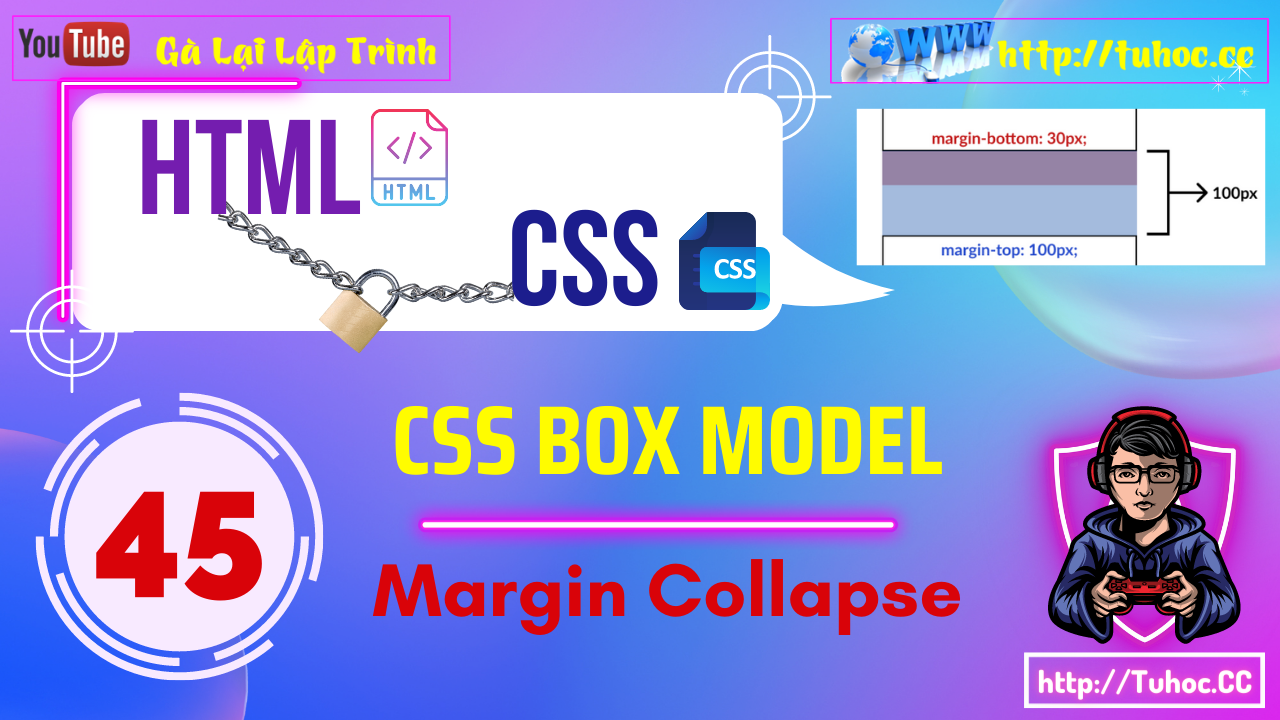 YouTube
Gà Lại Lập Trình
WWW
http://tuhoc.cc
HTML
HTML
CSS
CSS
margin-bottom: 30px;
100px
margin-top: 100px;
45
CSS BOX MODEL
Margin Collapse
http://Tuhoc.CC